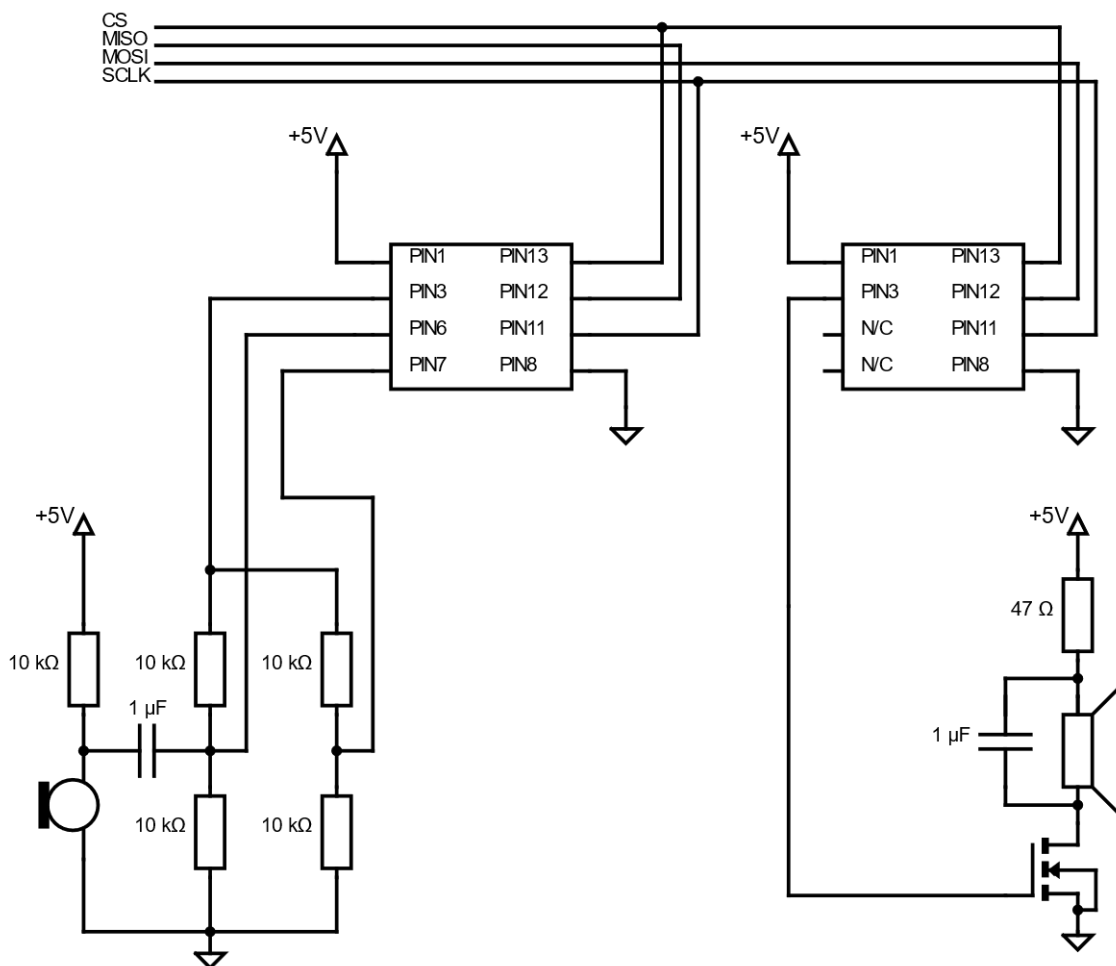 CS
MISO
MOSI
SCLK
+5V
+5V
PIN1 PIN13
PIN3 PIN12
PIN6 PIN11
PIN7 PIN8
PIN1 PIN13
PIN3 PIN12
N/C PIN11
N/C PIN8
+5V
+5V
47 Ω
10 kΩ
10 kΩ
10 kΩ
1 µF
1 µF
10 kΩ
10 kΩ